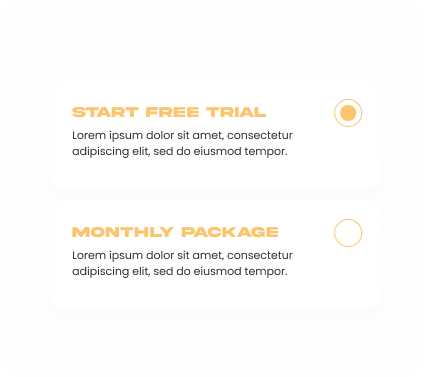 START FREE TRIAL
Lorem ipsum dolor sit amet, consectetur
adipiscing elit, sed do eiusmod tempor.
MONTHLY PACKAGE
Lorem ipsum dolor sit amet, consectetur
adipiscing elit, sed do eiusmod tempor.